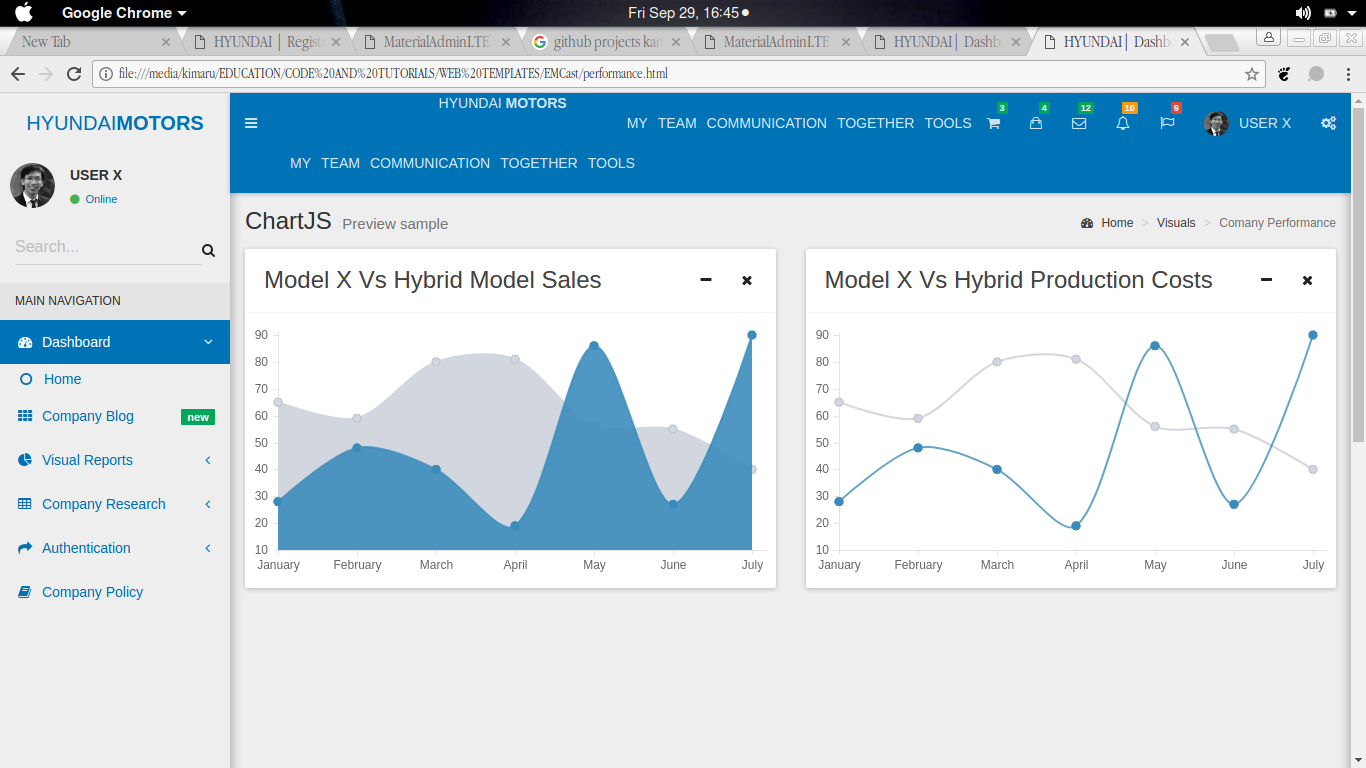 Google Chrome
Fri Sep 29, 16:45
New Tab
HYUNDAI | Regist
MaterialAdminLTE
github projects kan
MaterialAdminLTE
HYUNDAI | Dashb
HYUNDAI | Dashb
file:///media/kimaru/EDUCATION/CODE%20AND%20TUTORIALS/WEB%20TEMPLATES/EMCast/performance.html
HYUNDAIMOTORS
HYUNDAI MOTORS
MY TEAM COMMUNICATION TOGETHER TOOLS 3 4 12 10 9 USER X
MY TEAM COMMUNICATION TOGETHER TOOLS
USER X
Online
Search...
MAIN NAVIGATION
Dashboard
Home
Company Blog new
Visual Reports
Company Research
Authentication
Company Policy
ChartJS Preview sample
Home > Visuals > Comany Performance
Model X Vs Hybrid Model Sales
90
80
70
60
50
40
30
20
10
January February March April May June July
Model X Vs Hybrid Production Costs
90
80
70
60
50
40
30
20
10
January February March April May June July